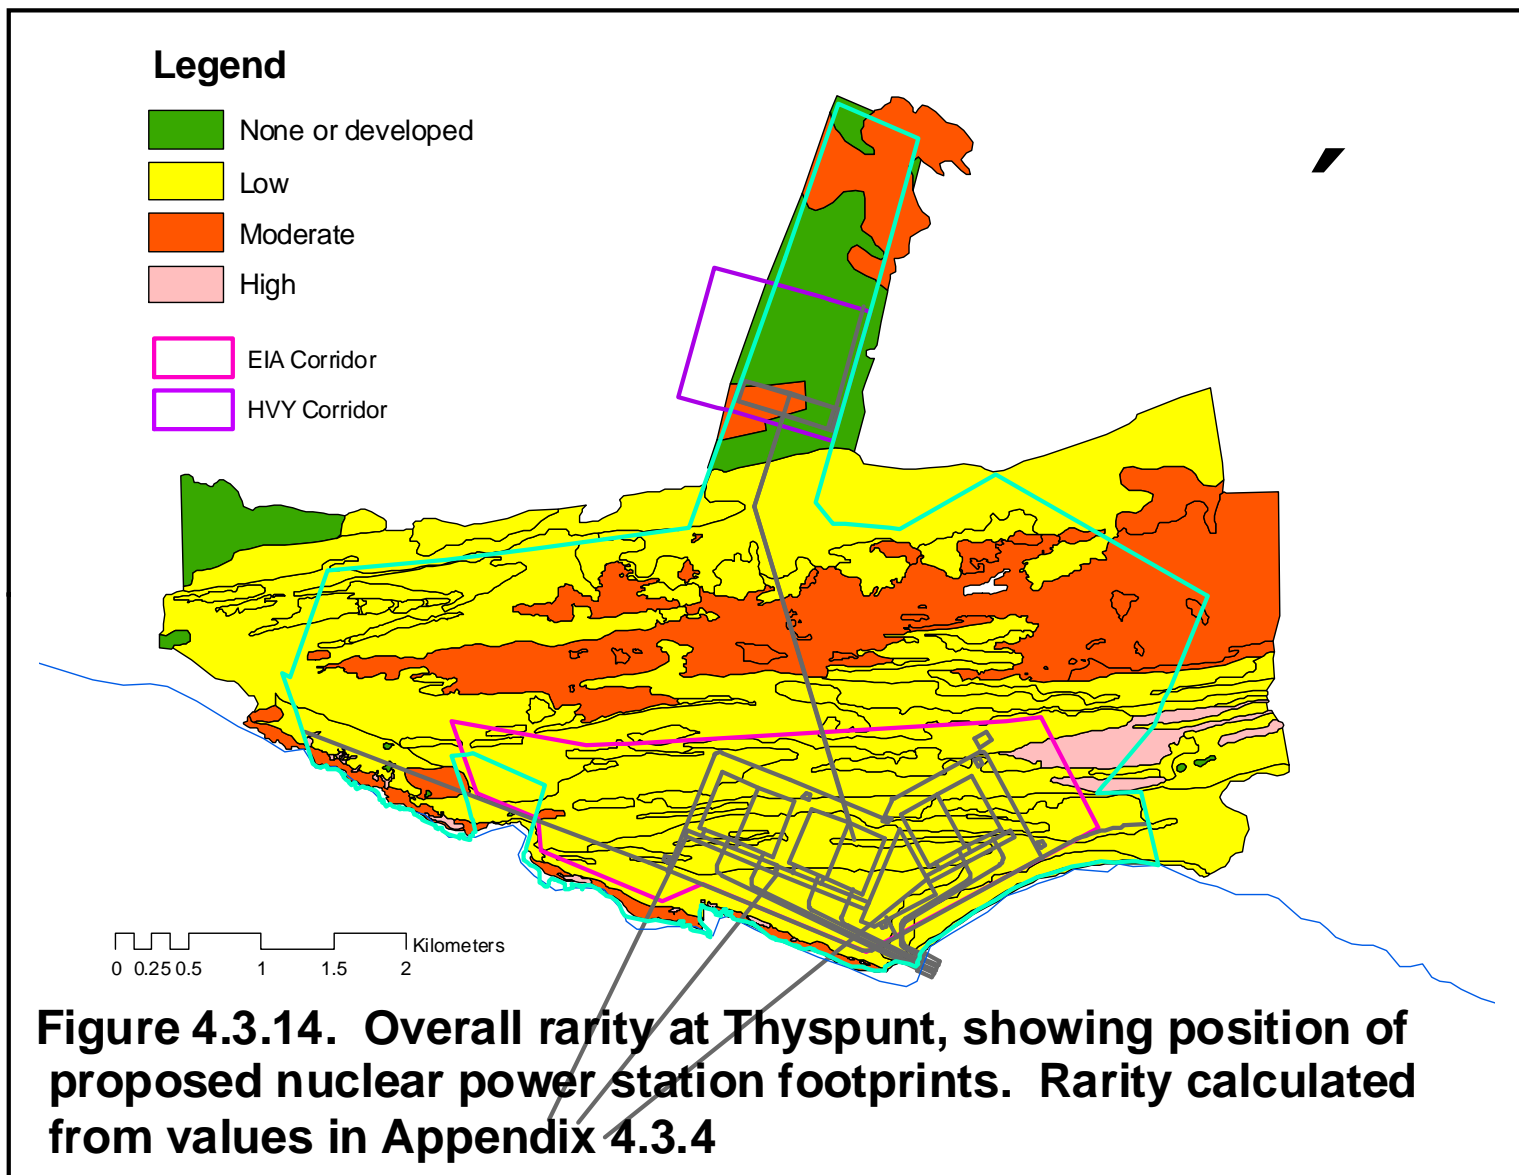 Legend
None or developed
Low
Moderate
High
EIA Corridor
HVY Corridor
Kilometers
0 0.25 0.5 1 1.5 2
Figure 4.3.14. Overall rarity at Thyspunt, showing position of
proposed nuclear power station footprints. Rarity calculated
from values in Appendix 4.3.4